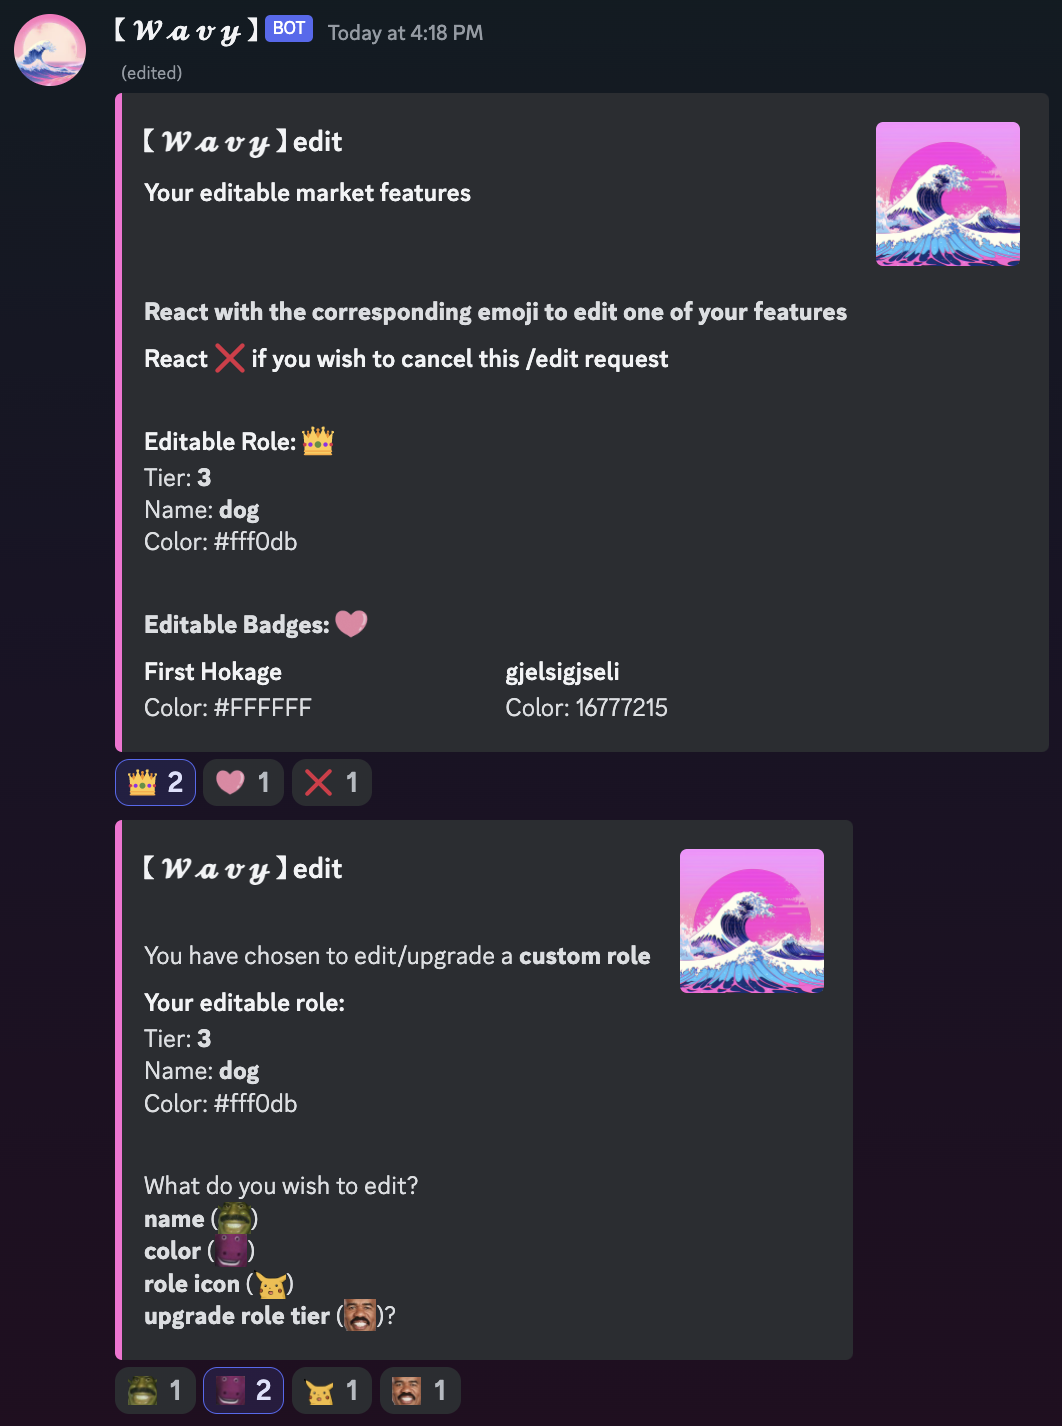 【 𝓦 𝓪 𝓿 𝔂 】 BOT Today at 4:18 PM
(edited)
【 𝓦 𝓪 𝓿 𝔂 】edit
Your editable market features
React with the corresponding emoji to edit one of your features
React ❌ if you wish to cancel this /edit request
Editable Role: 👑
Tier: 3
Name: dog
Color: #fff0db
Editable Badges: 🩷
First Hokage
Color: #FFFFFF
gjelsigjseli
Color: 16777215
👑 2 🩷 1 ❌ 1
【 𝓦 𝓪 𝓿 𝔂 】edit
You have chosen to edit/upgrade a custom role
Your editable role:
Tier: 3
Name: dog
Color: #fff0db
What do you wish to edit?
name ( )
color ( )
role icon ( )
upgrade role tier ( )?
1 2 1 1